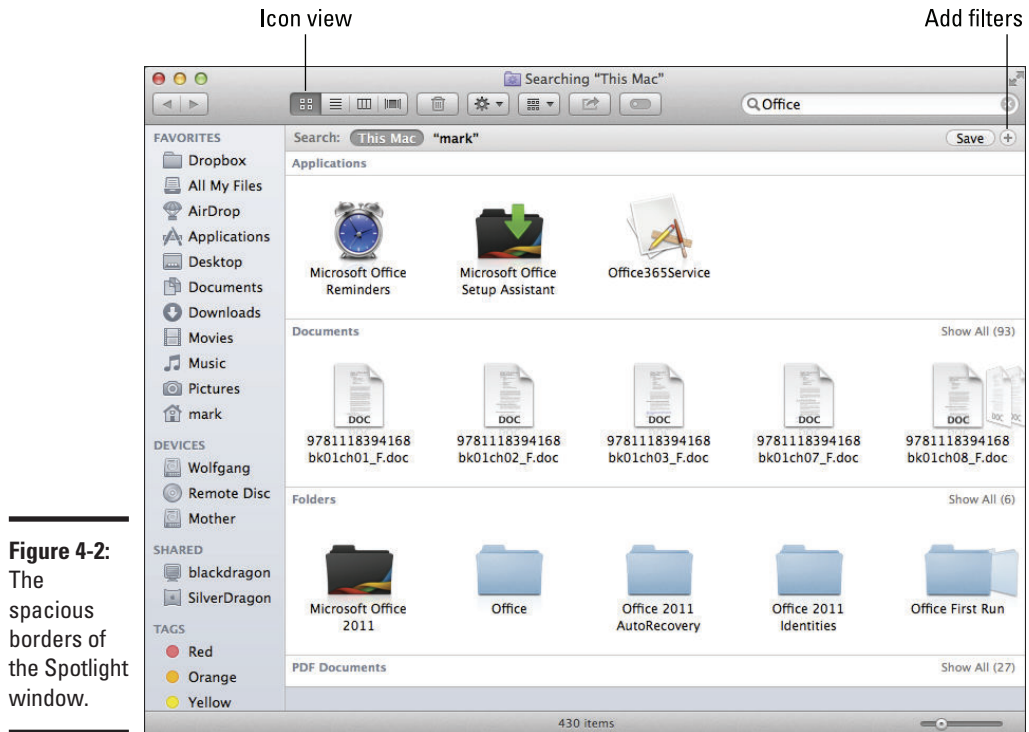 Icon view
Add filters
Searching "This Mac"
Office
FAVORITES
Dropbox
All My Files
AirDrop
Applications
Desktop
Documents
Downloads
Movies
Music
Pictures
mark
DEVICES
Wolfgang
Remote Disc
Mother
SHARED
blackdragon
SilverDragon
TAGS
Red
Orange
Yellow
Search: This Mac "mark"
Save
Applications
Microsoft Office
Reminders
Microsoft Office
Setup Assistant
Office365Service
Documents
Show All (93)
DOC
9781118394168
bk01ch01_F.doc
DOC
9781118394168
bk01ch02_F.doc
DOC
9781118394168
bk01ch03_F.doc
DOC
9781118394168
bk01ch07_F.doc
DOC
DOC
DOC
9781118394168
bk01ch08_F.doc
Folders
Show All (6)
Microsoft Office
2011
Office
Office 2011
AutoRecovery
Office 2011
Identities
Office First Run
PDF Documents
Show All (27)
430 items
Figure 4-2:
The
spacious
borders of
the Spotlight
window.